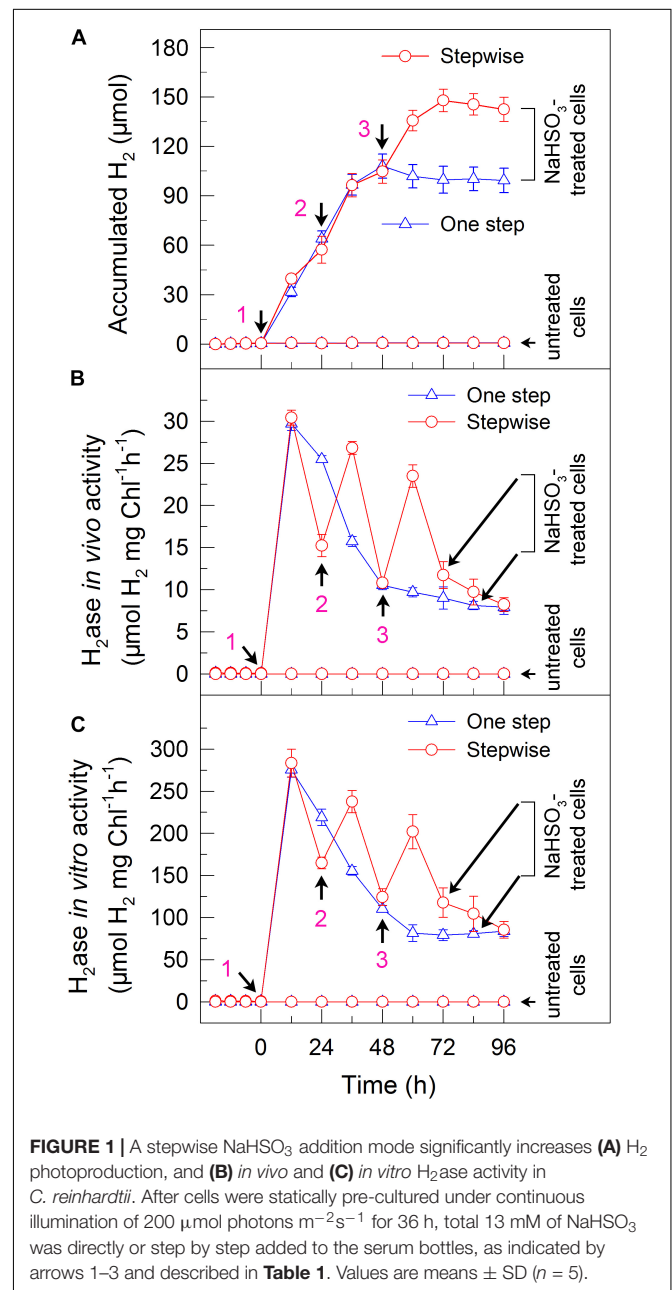 A
180
150
120
90
60
30
0
Accumulated H₂ (μmol)
Stepwise
One step
NaHSO₃-
treated cells
untreated
cells
1
2
3
B
30
25
20
15
10
5
0
H₂ase in vivo activity
(μmol H₂ mg Chl⁻¹h⁻¹)
One step
Stepwise
NaHSO₃-
treated cells
untreated
cells
1
2
3
C
300
250
200
150
100
50
0
H₂ase in vitro activity
(μmol H₂ mg Chl⁻¹h⁻¹)
One step
Stepwise
NaHSO₃-
treated cells
untreated
cells
1
2
3
0 24 48 72 96
Time (h)
FIGURE 1 | A stepwise NaHSO₃ addition mode significantly increases (A) H₂
photoproduction, and (B) in vivo and (C) in vitro H₂ase activity in
C. reinhardtii. After cells were statically pre-cultured under continuous
illumination of 200 μmol photons m⁻²s⁻¹ for 36 h, total 13 mM of NaHSO₃
was directly or step by step added to the serum bottles, as indicated by
arrows 1–3 and described in Table 1. Values are means ± SD (n = 5).